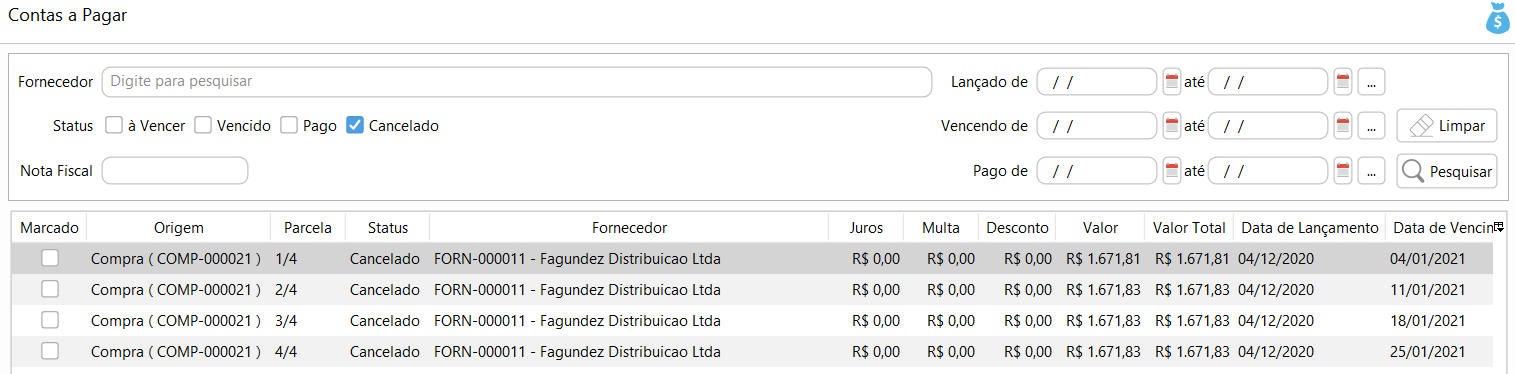 Contas a Pagar
$
Fornecedor Digite para pesquisar Lançado de / / até / / ...
Status à Vencer Vencido Pago Cancelado Vencendo de / / até / / ... Limpar
Nota Fiscal Pago de / / até / / ... Pesquisar
Marcado Origem Parcela Status Fornecedor Juros Multa Desconto Valor Valor Total Data de Lançamento Data de Vencin
Compra ( COMP-000021 ) 1/4 Cancelado FORN-000011 - Fagundez Distribuicao Ltda R$ 0,00 R$ 0,00 R$ 0,00 R$ 1.671,81 R$ 1.671,81 04/12/2020 04/01/2021
Compra ( COMP-000021 ) 2/4 Cancelado FORN-000011 - Fagundez Distribuicao Ltda R$ 0,00 R$ 0,00 R$ 0,00 R$ 1.671,83 R$ 1.671,83 04/12/2020 11/01/2021
Compra ( COMP-000021 ) 3/4 Cancelado FORN-000011 - Fagundez Distribuicao Ltda R$ 0,00 R$ 0,00 R$ 0,00 R$ 1.671,83 R$ 1.671,83 04/12/2020 18/01/2021
Compra ( COMP-000021 ) 4/4 Cancelado FORN-000011 - Fagundez Distribuicao Ltda R$ 0,00 R$ 0,00 R$ 0,00 R$ 1.671,83 R$ 1.671,83 04/12/2020 25/01/2021